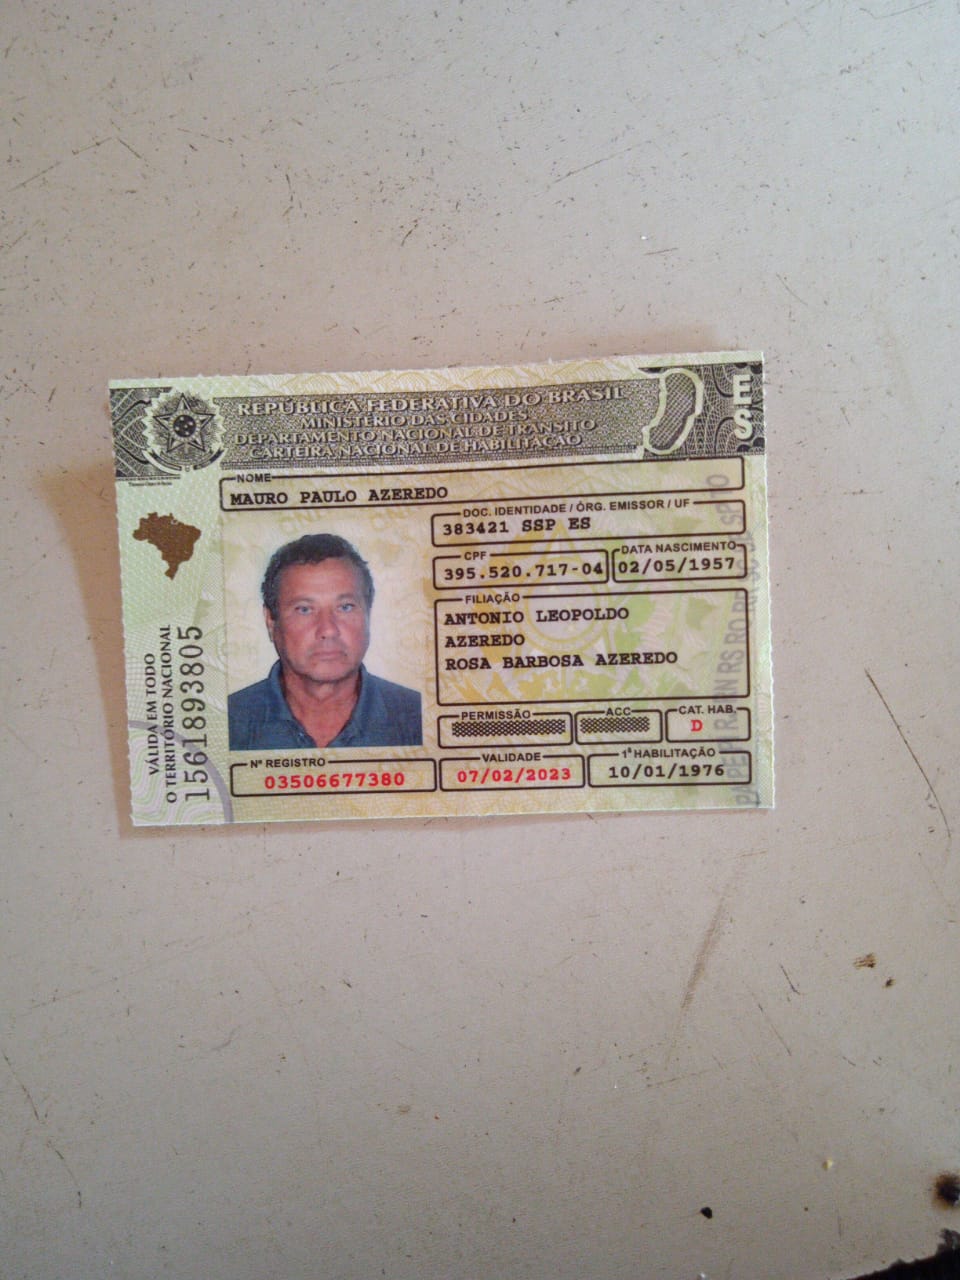 REPÚBLICA FEDERATIVA DO BRASIL
MINISTÉRIO DAS CIDADES
DEPARTAMENTO NACIONAL DE TRÂNSITO
CARTEIRA NACIONAL DE HABILITAÇÃO
ES
NOME
MAURO PAULO AZEREDO
DOC. IDENTIDADE / ÓRG. EMISSOR / UF
383421 SSP ES
CPF
395.520.717-04
DATA NASCIMENTO
02/05/1957
FILIAÇÃO
ANTONIO LEOPOLDO
AZEREDO
ROSA BARBOSA AZEREDO
PERMISSÃO
ACC
CAT. HAB.
D
Nº REGISTRO
03506677380
VALIDADE
07/02/2023
1ª HABILITAÇÃO
10/01/1976
VÁLIDA EM TODO
O TERRITÓRIO NACIONAL
1561893805